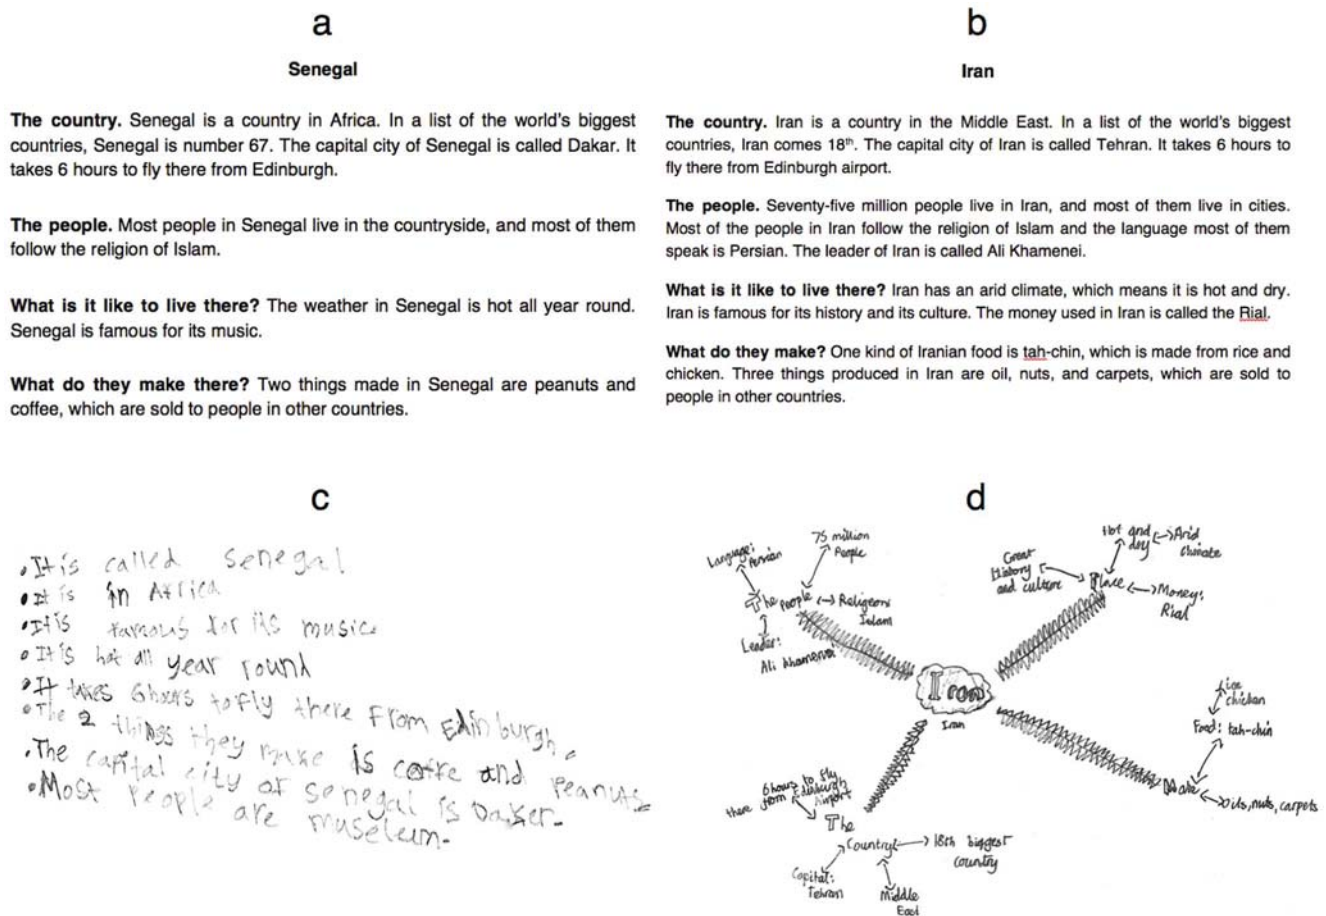 a
Senegal
The country. Senegal is a country in Africa. In a list of the world's biggest
countries, Senegal is number 67. The capital city of Senegal is called Dakar. It
takes 6 hours to fly there from Edinburgh.
The people. Most people in Senegal live in the countryside, and most of them
follow the religion of Islam.
What is it like to live there? The weather in Senegal is hot all year round.
Senegal is famous for its music.
What do they make there? Two things made in Senegal are peanuts and
coffee, which are sold to people in other countries.
b
Iran
The country. Iran is a country in the Middle East. In a list of the world's biggest
countries, Iran comes 18th. The capital city of Iran is called Tehran. It takes 6 hours to
fly there from Edinburgh airport.
The people. Seventy-five million people live in Iran, and most of them live in cities.
Most of the people in Iran follow the religion of Islam and the language most of them
speak is Persian. The leader of Iran is called Ali Khamenei.
What is it like to live there? Iran has an arid climate, which means it is hot and dry.
Iran is famous for its history and its culture. The money used in Iran is called the Rial.
What do they make? One kind of Iranian food is tah-chin, which is made from rice and
chicken. Three things produced in Iran are oil, nuts, and carpets, which are sold to
people in other countries.
c
• It is called Senegal
• It is in Africa
• It is famous for its music
• It is hot all year round
• It takes 6 hours to fly there from Edinburgh.
• The 2 things they make is cofre and Peanuts
• The capital city of senegal is Daker.
• Most People are museleum.
d
Language:
Persian
75 million
People
The people
Religeon:
Islam
Leader:
Ali khamenei
Great
History
and culture
Hot and
dry
Arid
climate
Place
Money:
Rial
Iran
Iran
chicken
Food: tah-chin
Make
Oils, nuts, carpets
6 hours to fly
there from Edinburgh
Airport
The
Country
18th biggest
country
Capital:
Tehran
Middle
East